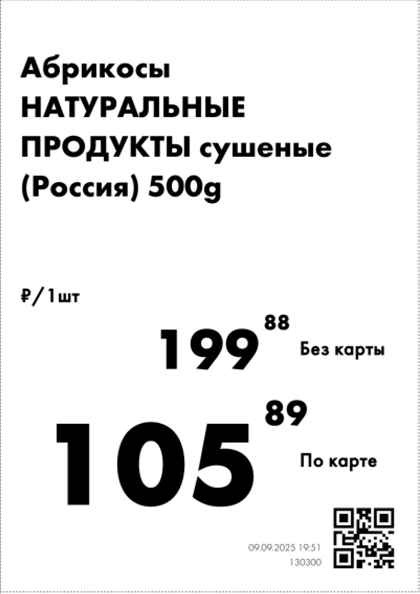 Абрикосы
НАТУРАЛЬНЫЕ
ПРОДУКТЫ сушеные
(Россия) 500g
₽/1шт
199 88 Без карты
105 89 По карте
09.09.2025 19:51
130300